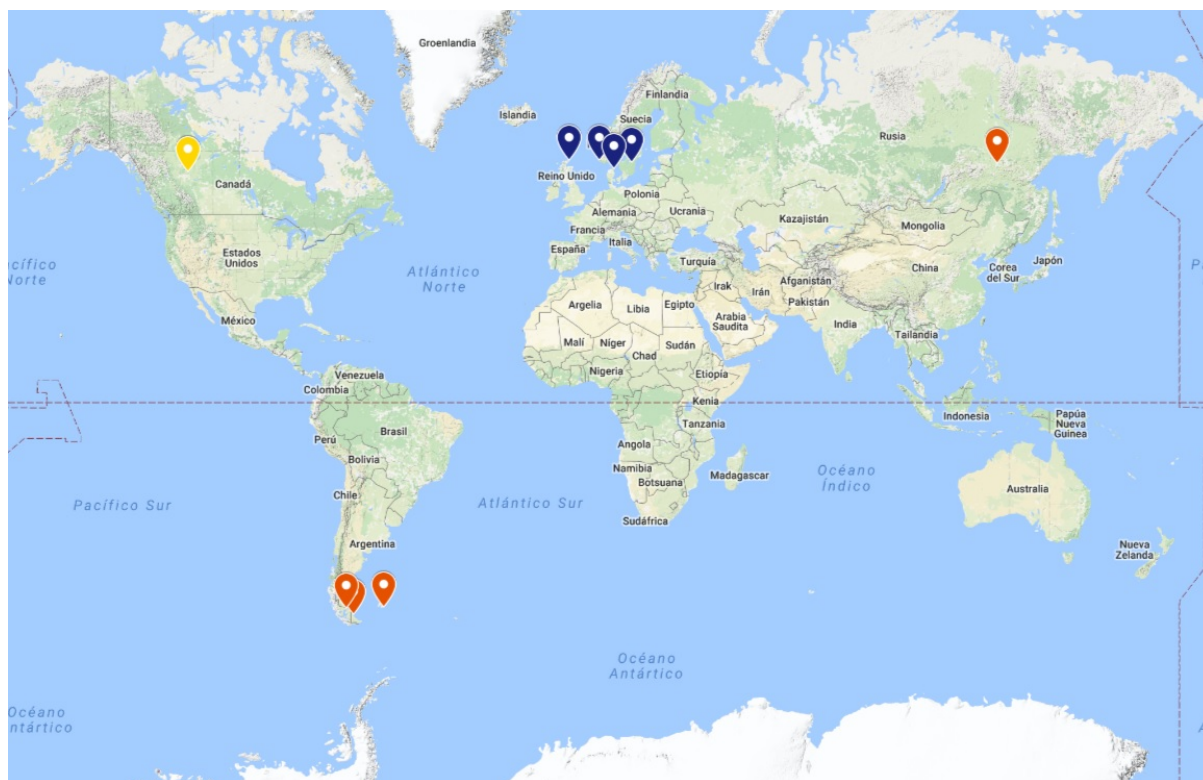 Groenlandia
Islandia
Finlandia
Suecia
Rusia
Canadá
Reino Unido
Polonia
Alemania
Ucrania
Kazajistán
Mongolia
Francia
Estados
Unidos
España
Italia
Turquía
Japón
cífico
Norte
Atlántico
Norte
Corea
del Sur
China
Afganistán
Irak
Irán
Pakistán
Argelia
Libia
Egipto
Arabia
Saudita
México
India
Malí
Níger
Sudán
Tailandia
Chad
Nigeria
Etiopía
Venezuela
Colombia
Kenia
Indonesia
Papúa
Nueva
Guinea
Tanzania
Brasil
Perú
Angola
Bolivia
Namibia
Botsuana
Madagascar
Océano
Índico
Australia
Chile
Pacífico Sur
Atlántico Sur
Sudáfrica
Argentina
Nueva
Zelanda
Océano
Antártico
Océano
ntártico